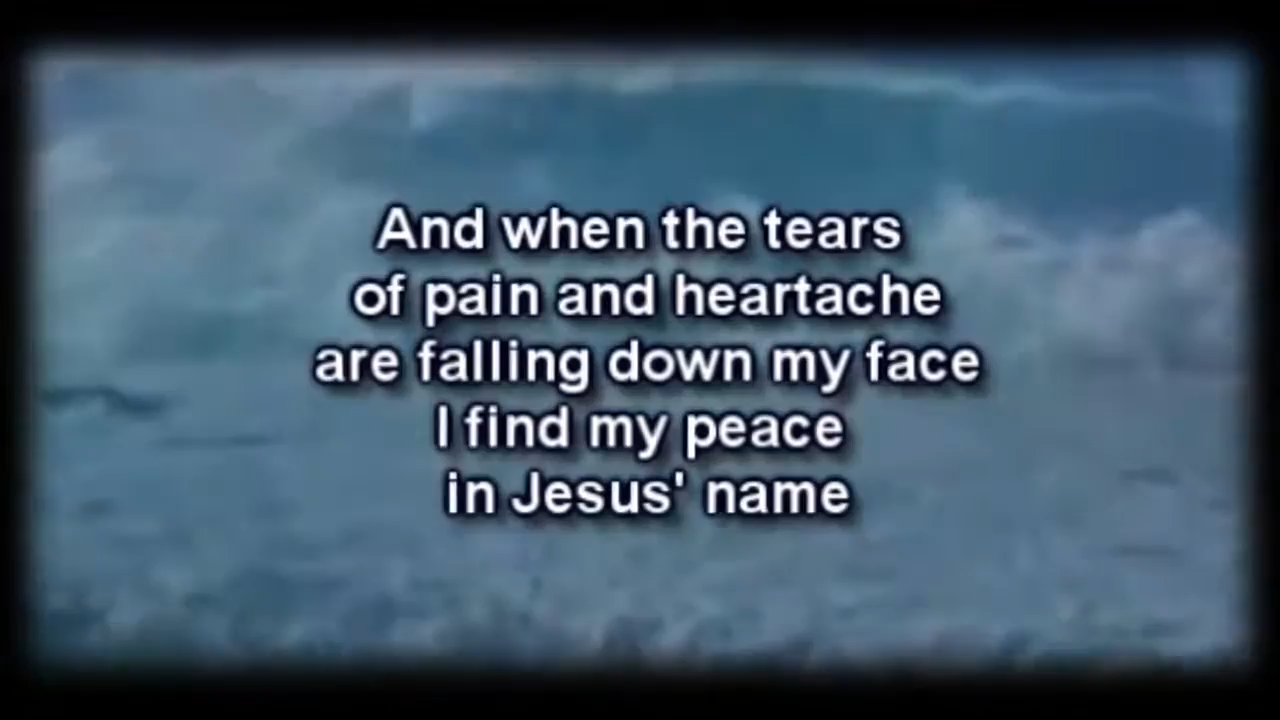 And when the tears
of pain and heartache
are falling down my face
I find my peace
in Jesus' name